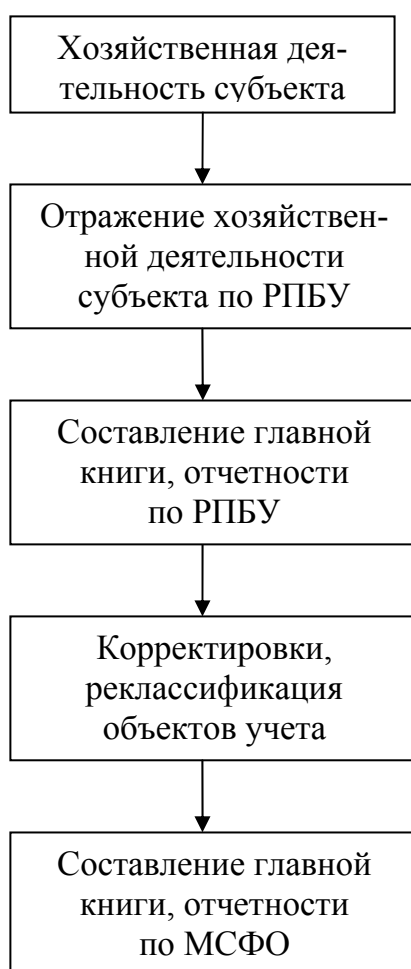 Хозяйственная дея-
тельность субъекта
Отражение хозяйствен-
ной деятельности
субъекта по РПБУ
Составление главной
книги, отчетности
по РПБУ
Корректировки,
реклассификация
объектов учета
Составление главной
книги, отчетности
по МСФО